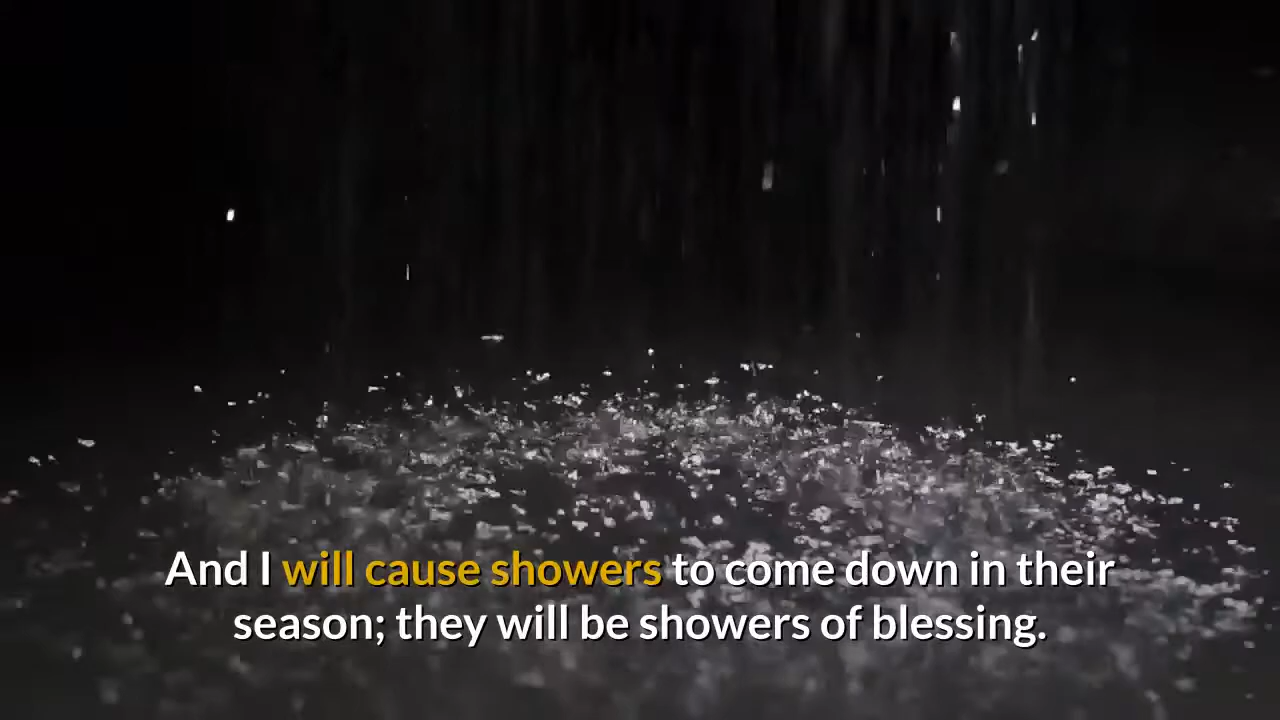 And I will cause showers to come down in their
season; they will be showers of blessing.